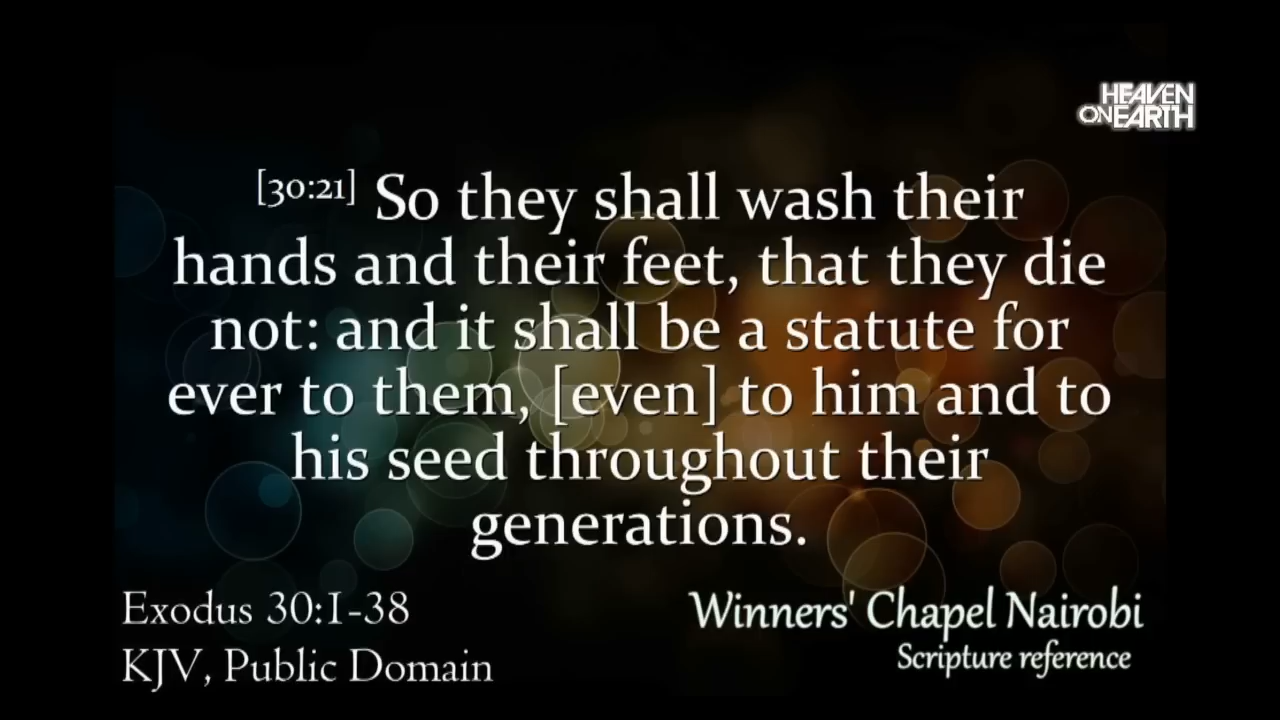 HEAVEN
ON EARTH
[30:21] So they shall wash their
hands and their feet, that they die
not: and it shall be a statute for
ever to them, [even] to him and to
his seed throughout their
generations.
Exodus 30:1-38
KJV, Public Domain
Winners' Chapel Nairobi
Scripture reference